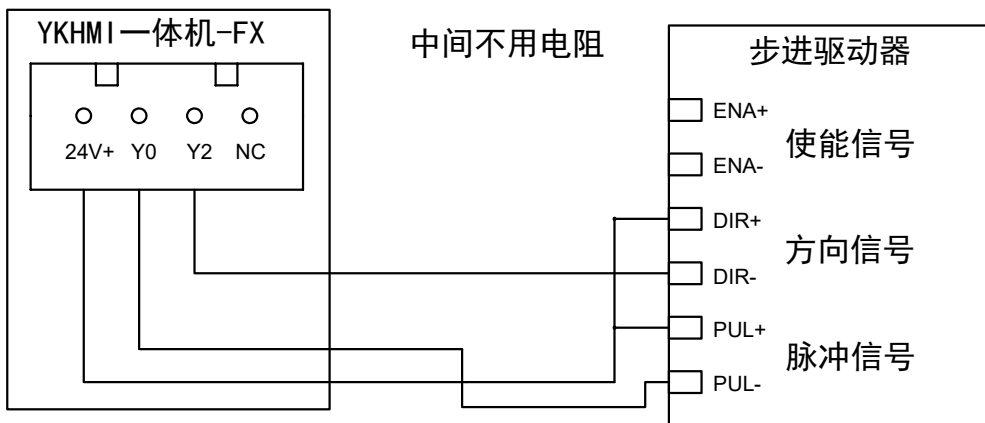 YKHMI一体机-FX
24V+ Y0 Y2 NC
中间不用电阻
步进驱动器
ENA+
使能信号
ENA-
DIR+
方向信号
DIR-
PUL+
脉冲信号
PUL-